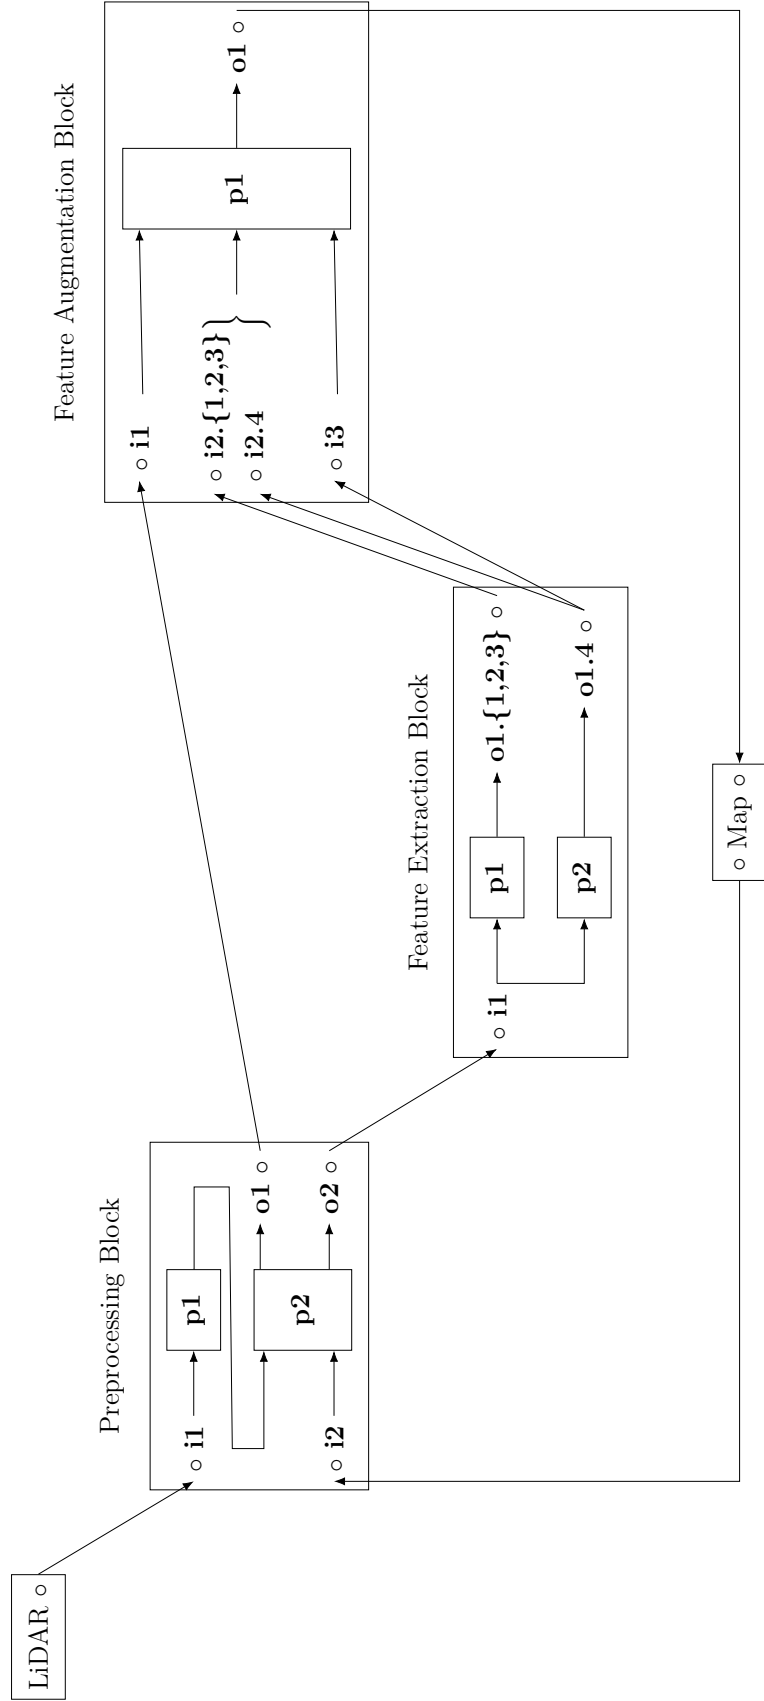 LiDAR
Preprocessing Block
i1
p1
i2
p2
o1
o2
Feature Extraction Block
i1
p1
p2
o1.{1,2,3}
o1.4
Feature Augmentation Block
i1
i2.{1,2,3}
i2.4
i3
p1
o1
Map